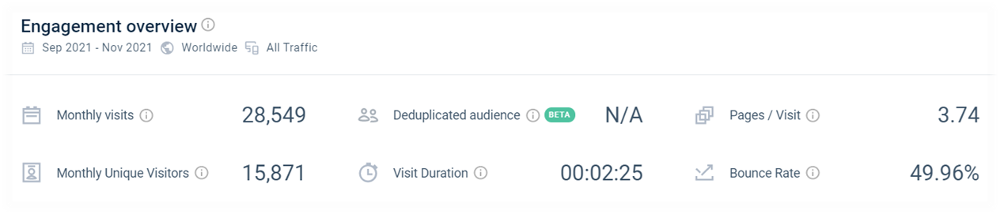 Engagement overview
Sep 2021 - Nov 2021 Worldwide All Traffic
Monthly visits 28,549 Deduplicated audience BETA N/A Pages / Visit 3.74
Monthly Unique Visitors 15,871 Visit Duration 00:02:25 Bounce Rate 49.96%